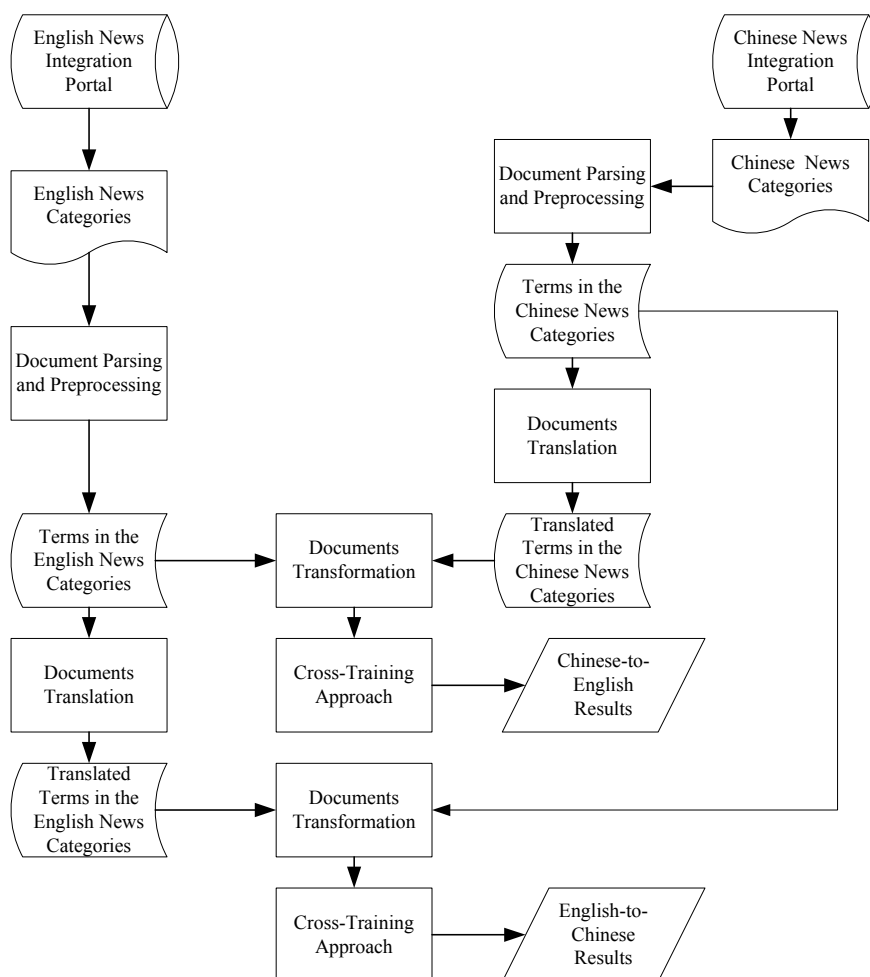 English News
Integration
Portal
Chinese News
Integration
Portal
English News
Categories
Document Parsing
and Preprocessing
Chinese News
Categories
Terms in the
Chinese News
Categories
Document Parsing
and Preprocessing
Documents
Translation
Terms in the
English News
Categories
Documents
Transformation
Translated
Terms in the
Chinese News
Categories
Documents
Translation
Cross-Training
Approach
Chinese-to-
English
Results
Translated
Terms in the
English News
Categories
Documents
Transformation
Cross-Training
Approach
English-to-
Chinese
Results